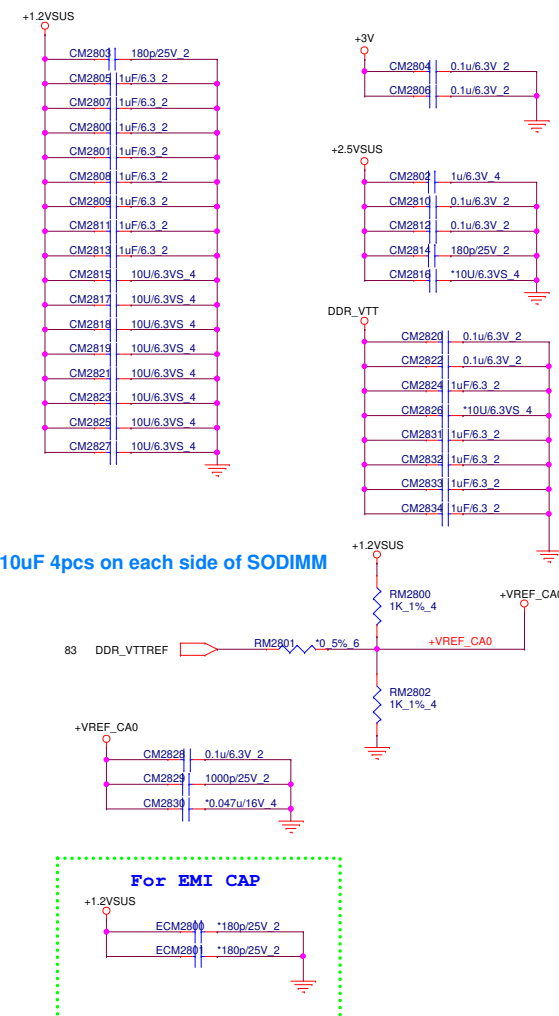 +1.2VSUS
CM2803 180p/25V_2
CM2805 1uF/6.3_2
CM2807 1uF/6.3_2
CM2800 1uF/6.3_2
CM2801 1uF/6.3_2
CM2808 1uF/6.3_2
CM2809 1uF/6.3_2
CM2811 1uF/6.3_2
CM2813 1uF/6.3_2
CM2815 10U/6.3VS_4
CM2817 10U/6.3VS_4
CM2818 10U/6.3VS_4
CM2819 10U/6.3VS_4
CM2821 10U/6.3VS_4
CM2823 10U/6.3VS_4
CM2825 10U/6.3VS_4
CM2827 10U/6.3VS_4
+3V
CM2804 0.1u/6.3V_2
CM2806 0.1u/6.3V_2
+2.5VSUS
CM2802 1u/6.3V_4
CM2810 0.1u/6.3V_2
CM2812 0.1u/6.3V_2
CM2814 180p/25V_2
CM2816 *10U/6.3VS_4
DDR_VTT
CM2820 0.1u/6.3V_2
CM2822 0.1u/6.3V_2
CM2824 1uF/6.3_2
CM2826 *10U/6.3VS_4
CM2831 1uF/6.3_2
CM2832 1uF/6.3_2
CM2833 1uF/6.3_2
CM2834 1uF/6.3_2
10uF 4pcs on each side of SODIMM
+1.2VSUS
RM2800
1K_1%_4
+VREF_CA0
83 DDR_VTTREF RM2801 *0_5%_6 +VREF_CA0
RM2802
1K_1%_4
+VREF_CA0
CM2828 0.1u/6.3V_2
CM2829 1000p/25V_2
CM2830 *0.047u/16V_4
For EMI CAP
+1.2VSUS
ECM2800 *180p/25V_2
ECM2801 *180p/25V_2